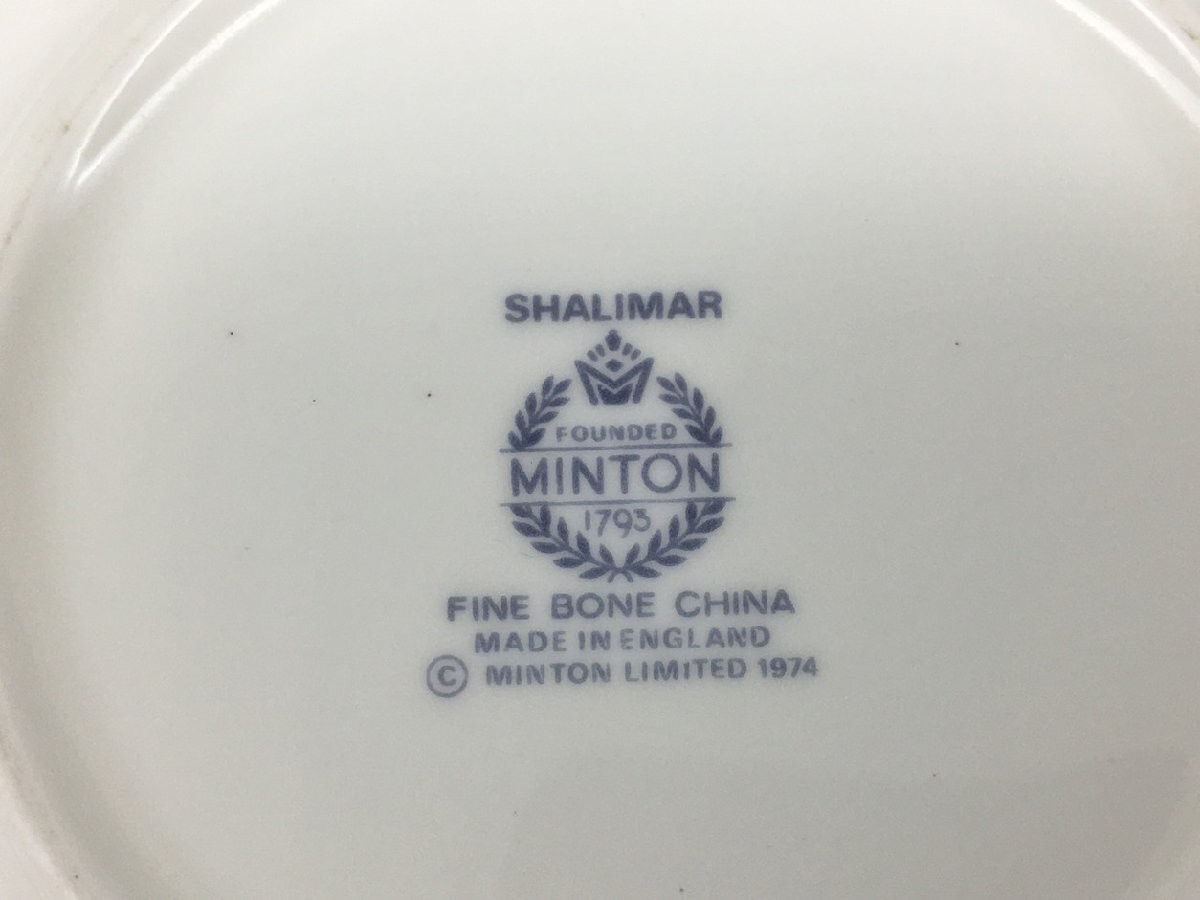 SHALIMAR
FOUNDED
MINTON
1793
FINE BONE CHINA
MADE IN ENGLAND
© MINTON LIMITED 1974